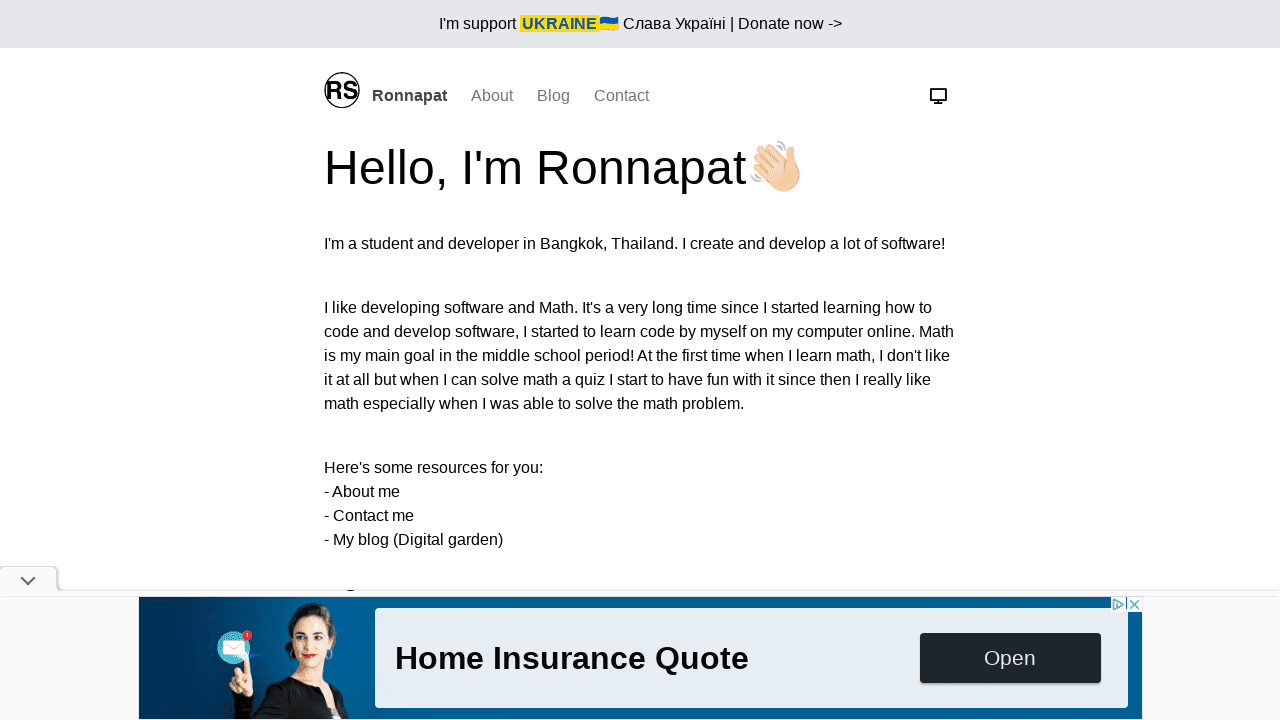 I'm support UKRAINE🇺🇦 Слава Україні | Donate now ->
RS Ronnapat About Blog Contact
Hello, I'm Ronnapat👋🏻
I'm a student and developer in Bangkok, Thailand. I create and develop a lot of software!
I like developing software and Math. It's a very long time since I started learning how to
code and develop software, I started to learn code by myself on my computer online. Math
is my main goal in the middle school period! At the first time when I learn math, I don't like
it at all but when I can solve math a quiz I start to have fun with it since then I really like
math especially when I was able to solve the math problem.
Here's some resources for you:
- About me
- Contact me
- My blog (Digital garden)
Home Insurance Quote
Open